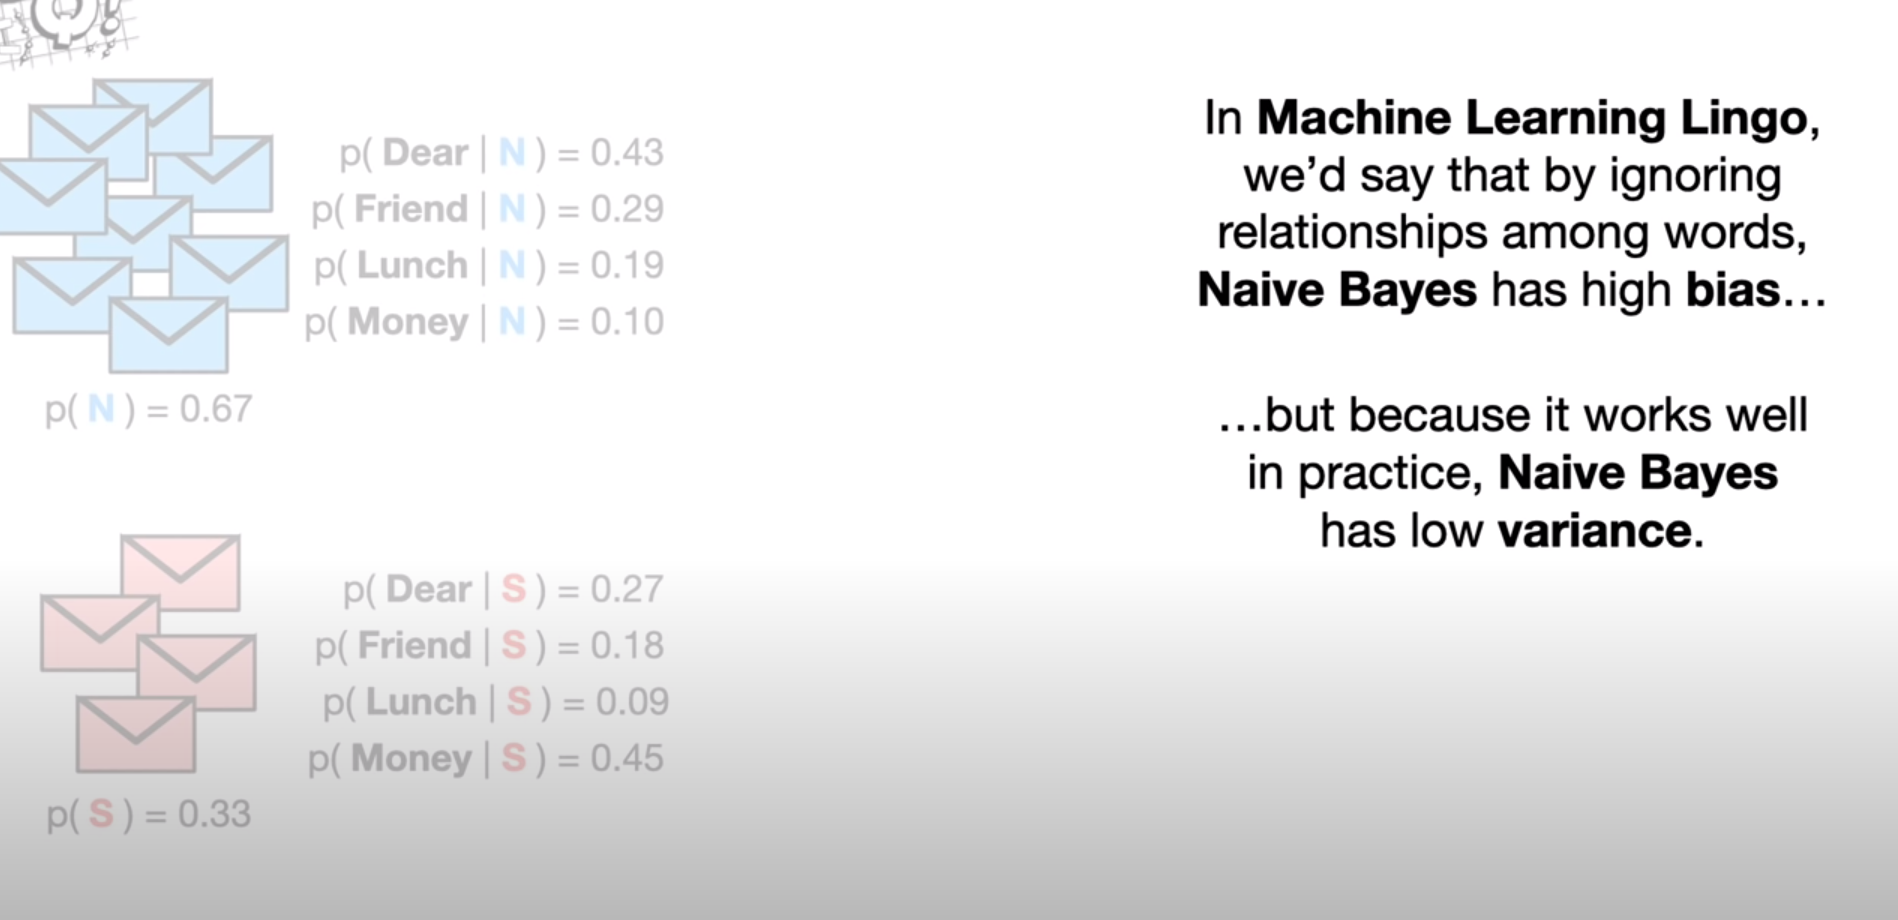 p( Dear | N ) = 0.43
p( Friend | N ) = 0.29
p( Lunch | N ) = 0.19
p( Money | N ) = 0.10
p( N ) = 0.67
p( Dear | S ) = 0.27
p( Friend | S ) = 0.18
p( Lunch | S ) = 0.09
p( Money | S ) = 0.45
p( S ) = 0.33
In Machine Learning Lingo,
we’d say that by ignoring
relationships among words,
Naive Bayes has high bias…
…but because it works well
in practice, Naive Bayes
has low variance.